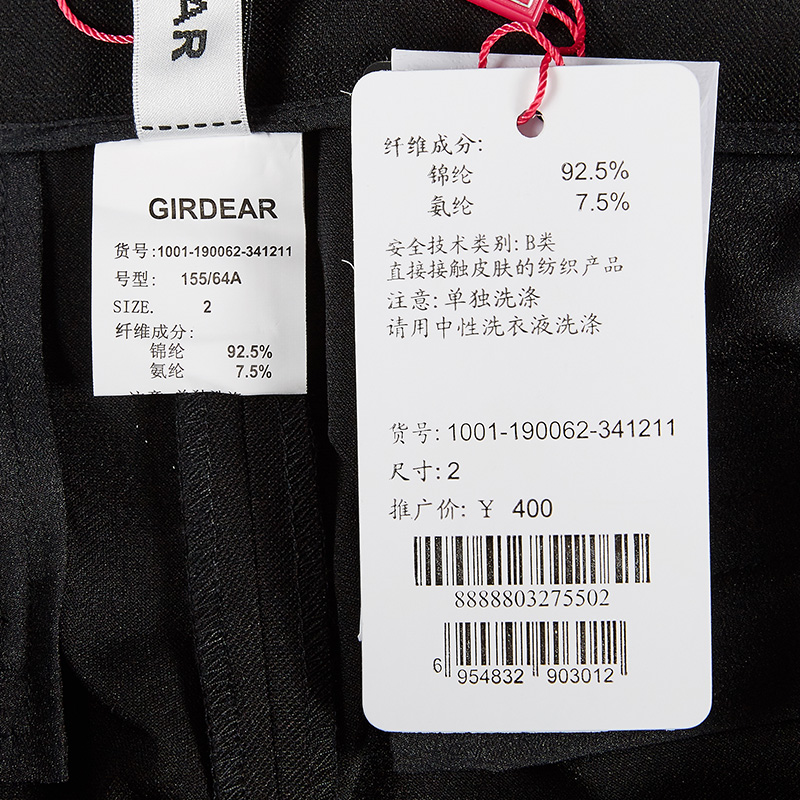 AR
GIRDEAR
货号:1001-190062-341211
号型: 155/64A
SIZE. 2
纤维成分:
锦纶 92.5%
氨纶 7.5%
纤维成分:
锦纶 92.5%
氨纶 7.5%
安全技术类别: B类
直接接触皮肤的纺织产品
注意: 单独洗涤
请用中性洗衣液洗涤
货号: 1001-190062-341211
尺寸: 2
推广价: ￥ 400
8888803275502
6 954832 903012